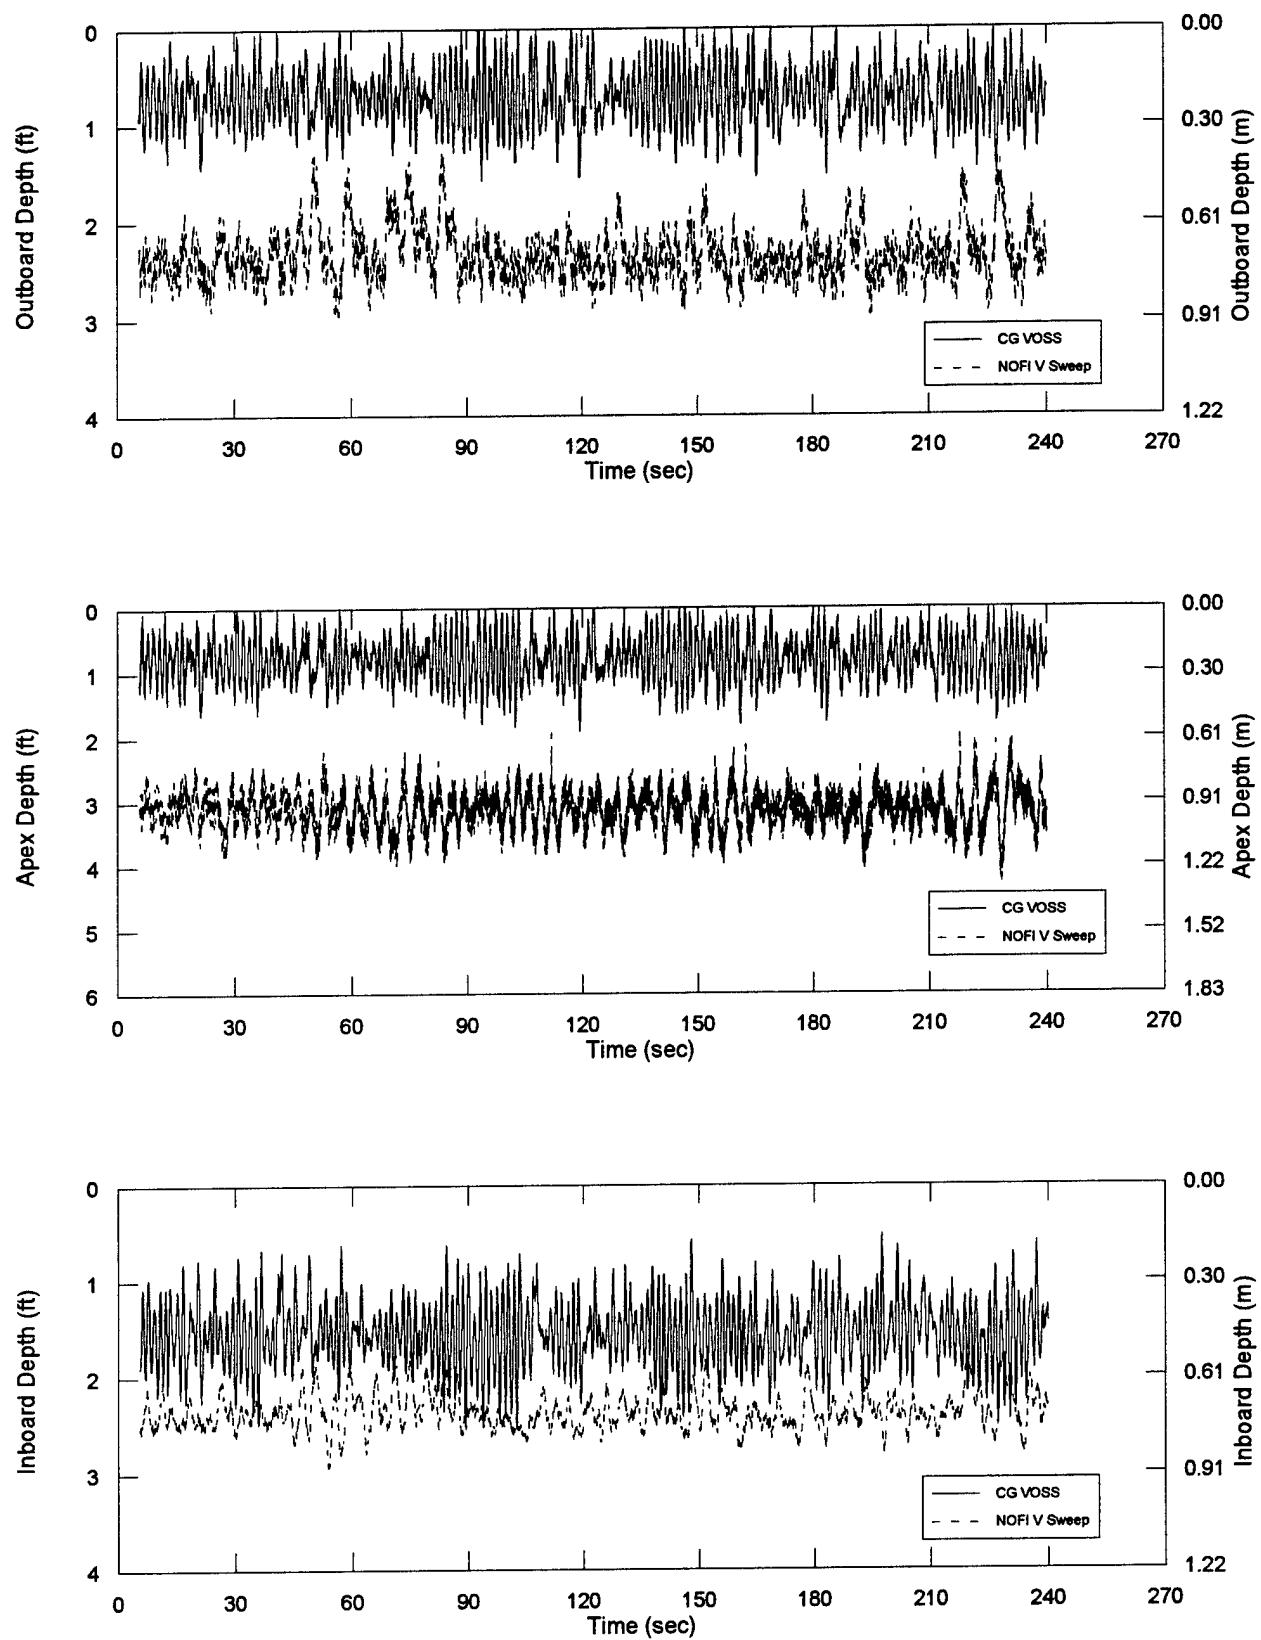 0
1
2
3
4
Outboard Depth (ft)
0.00
0.30
0.61
0.91
1.22
Outboard Depth (m)
CG VOSS
NOFI V Sweep
0 30 60 90 120 150 180 210 240 270
Time (sec)
0
1
2
3
4
5
6
Apex Depth (ft)
0.00
0.30
0.61
0.91
1.22
1.52
1.83
Apex Depth (m)
CG VOSS
NOFI V Sweep
0 30 60 90 120 150 180 210 240 270
Time (sec)
0
1
2
3
4
Inboard Depth (ft)
0.00
0.30
0.61
0.91
1.22
Inboard Depth (m)
CG VOSS
NOFI V Sweep
0 30 60 90 120 150 180 210 240 270
Time (sec)